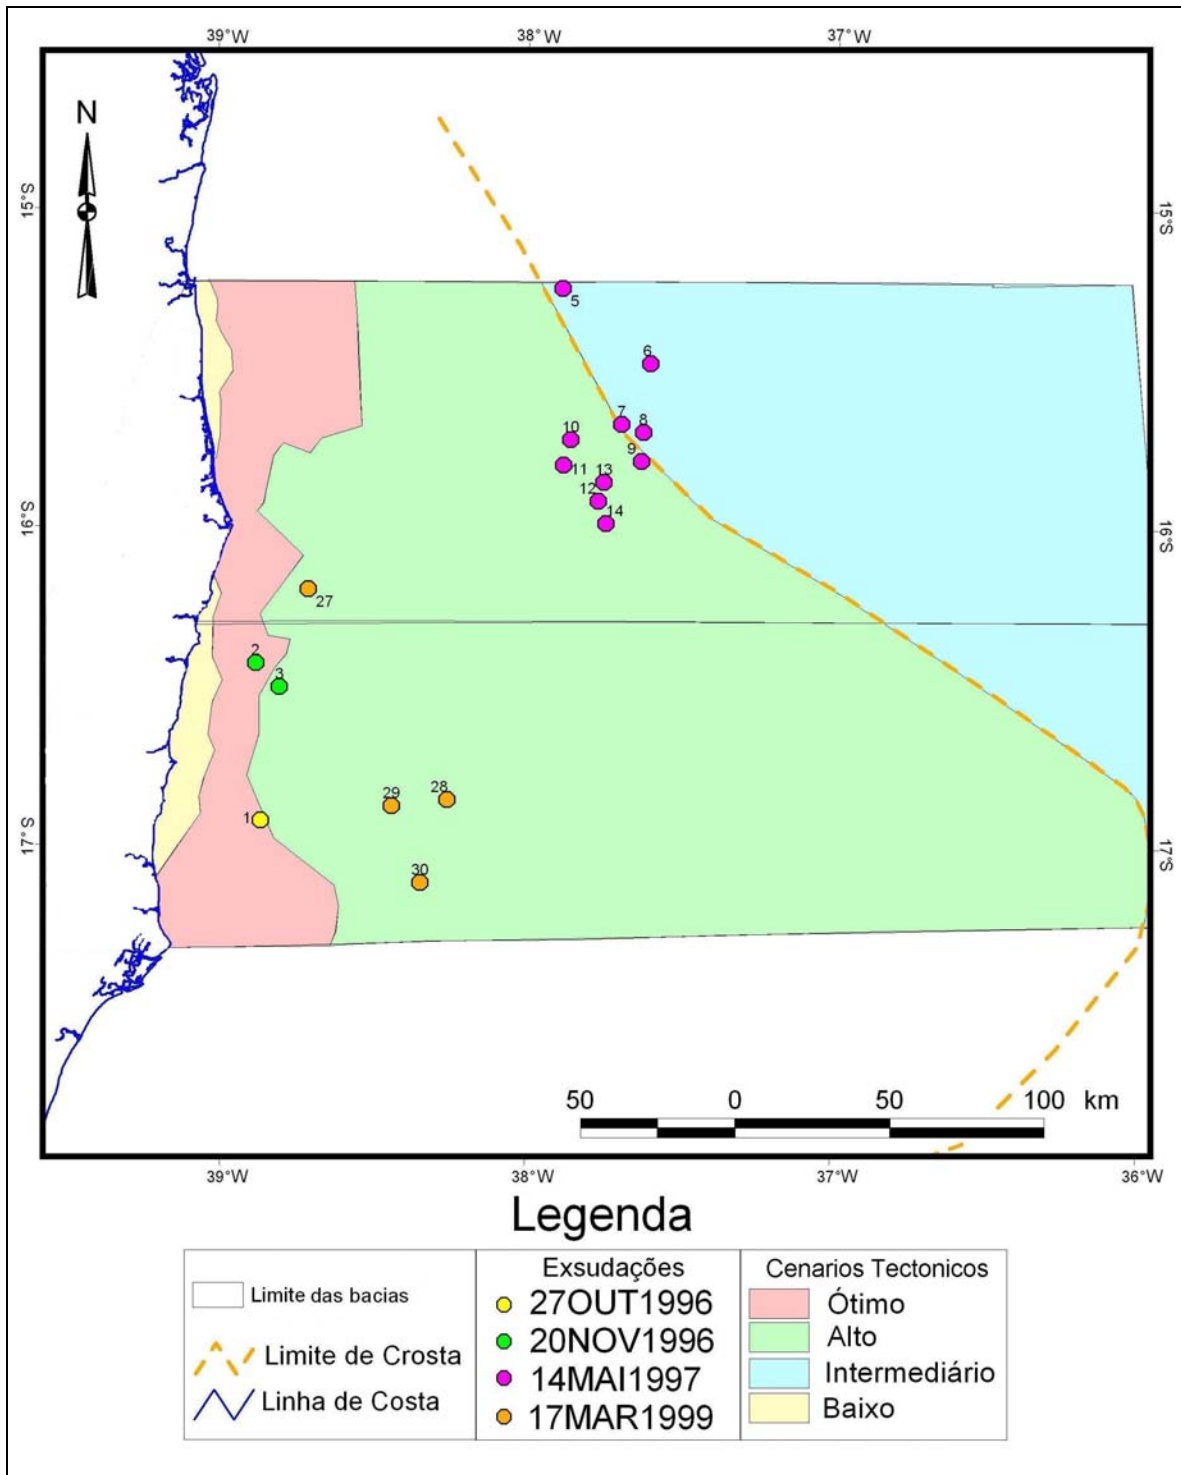 39°W 38°W 37°W
N
15°S 15°S
5
6
7 8
10 9
11 13
12
14
16°S 16°S
27
2
3
29 28
1
17°S 17°S
30
50 0 50 100 km
39°W 38°W 37°W 36°W
Legenda
Limite das bacias
Limite de Crosta
Linha de Costa
Exsudações
27OUT1996
20NOV1996
14MAI1997
17MAR1999
Cenarios Tectonicos
Ótimo
Alto
Intermediário
Baixo